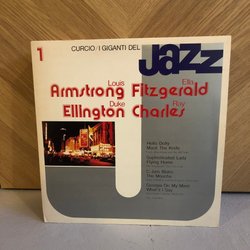 1
CURCIO/I GIGANTI DEL
Jazz
Louis Ella
Armstrong Fitzgerald
Duke Ray
Ellington Charles
Hello Dolly
Mack The Knife
Sophisticated Lady
Flying Home
C Jam Blues
The Mooche
Georgia On My Mind
What'd I Say